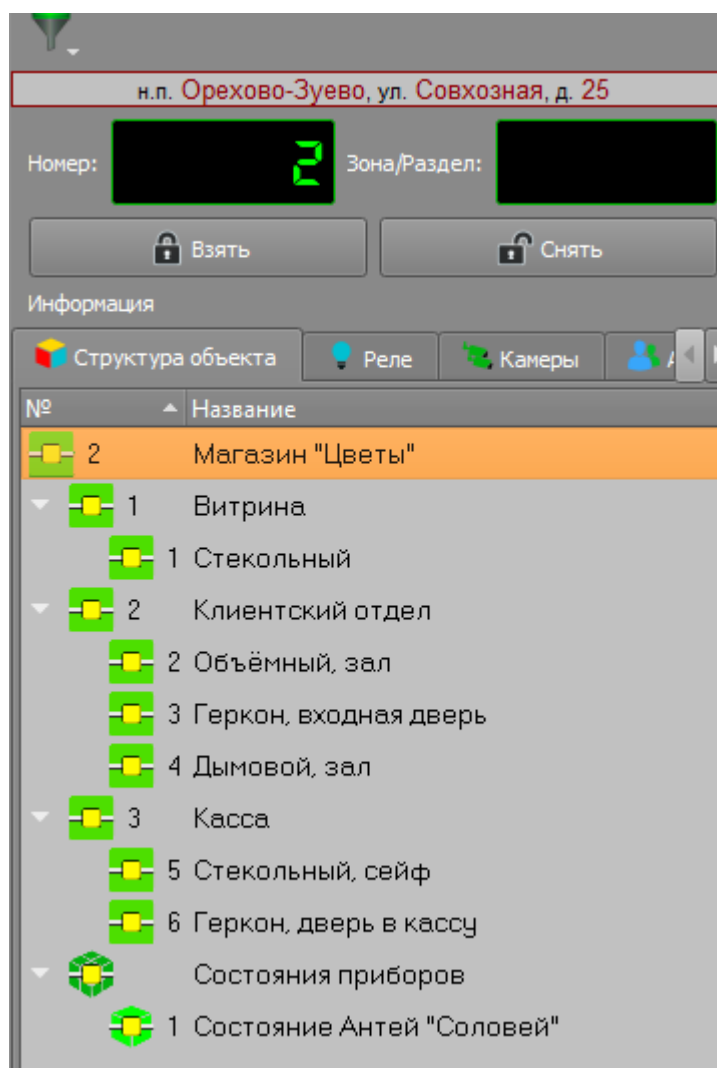 н.п. Орехово-Зуево, ул. Совхозная, д. 25
Номер: 2 Зона/Раздел:
Взять Снять
Информация
Структура объекта Реле Камеры
№ Название
2 Магазин "Цветы"
1 Витрина
1 Стекольный
2 Клиентский отдел
2 Объёмный, зал
3 Геркон, входная дверь
4 Дымовой, зал
3 Касса
5 Стекольный, сейф
6 Геркон, дверь в кассу
Состояния приборов
1 Состояние Антей "Соловей"